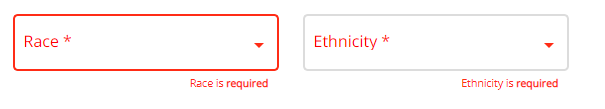 Race * Ethnicity *
Race is required Ethnicity is required